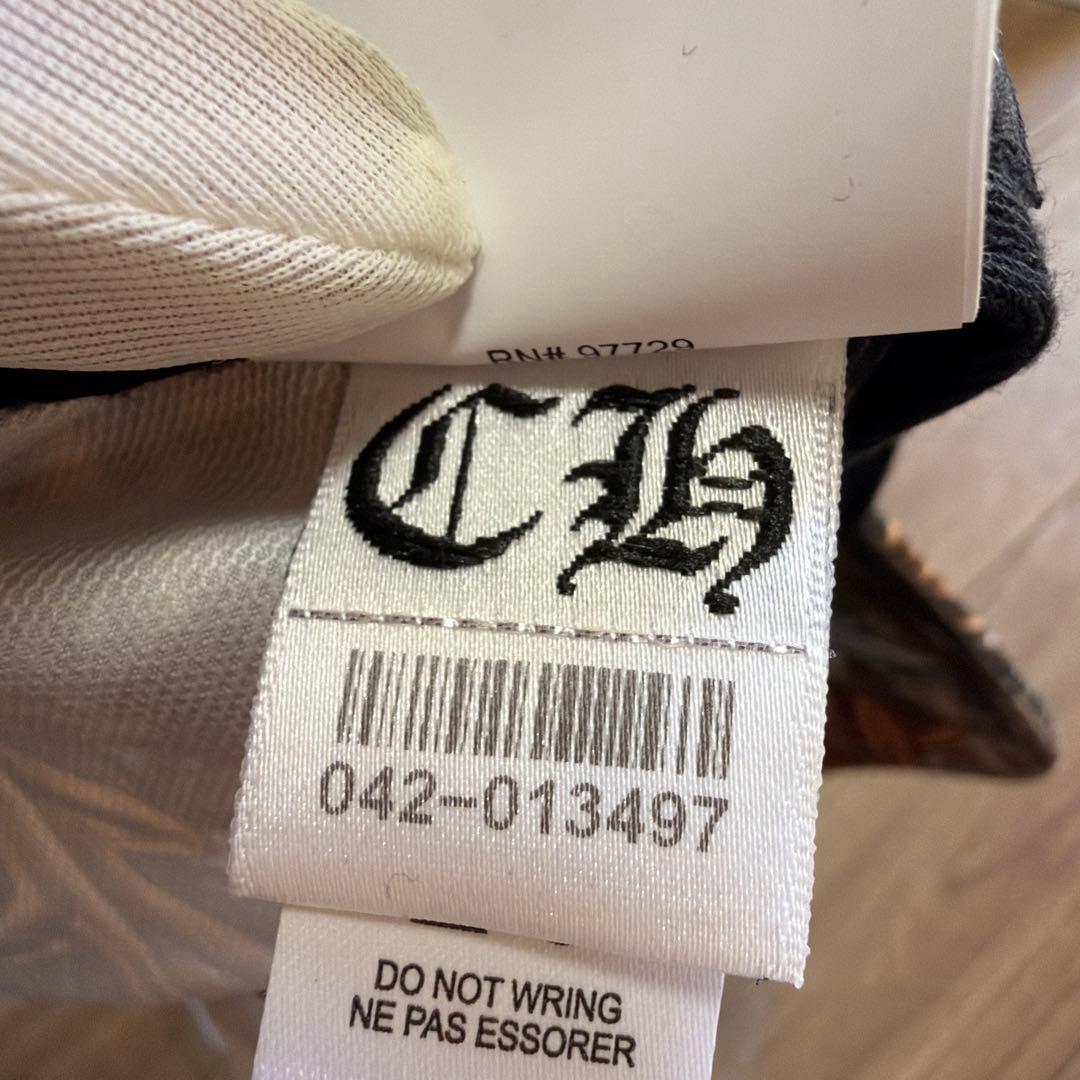 RN# 97729
CH
042-013497
DO NOT WRING
NE PAS ESSORER